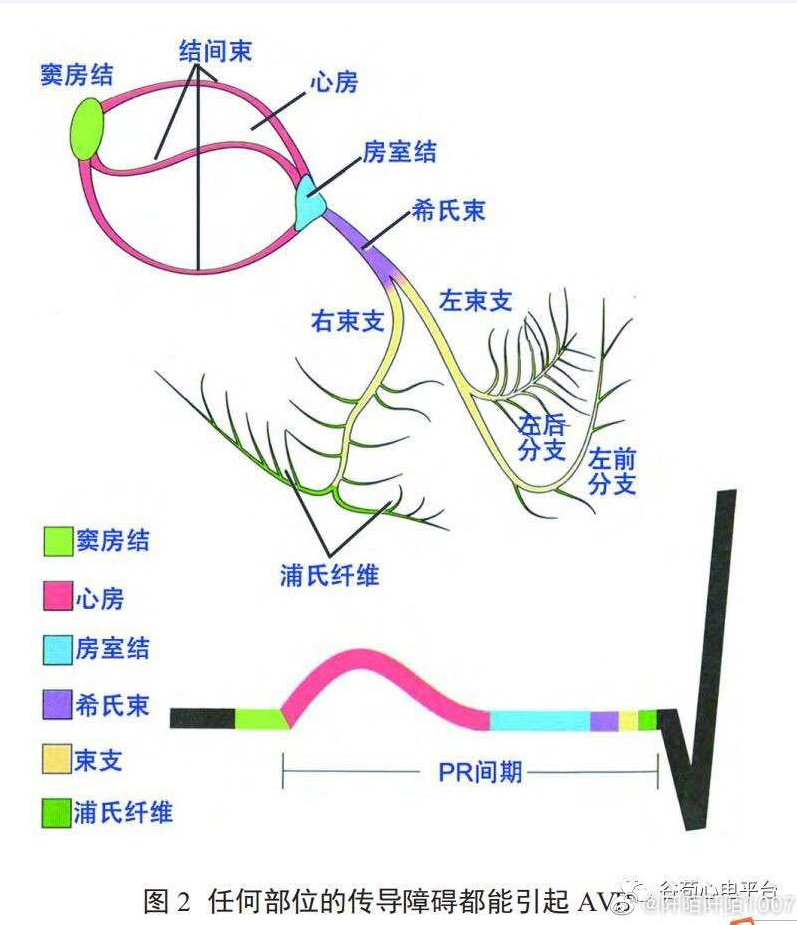 结间束
窦房结
心房
房室结
希氏束
左束支
右束支
左后
分支
左前
分支
浦氏纤维
窦房结
心房
房室结
希氏束
束支
浦氏纤维
PR间期
图 2 任何部位的传导障碍都能引起 AVB
心电平台